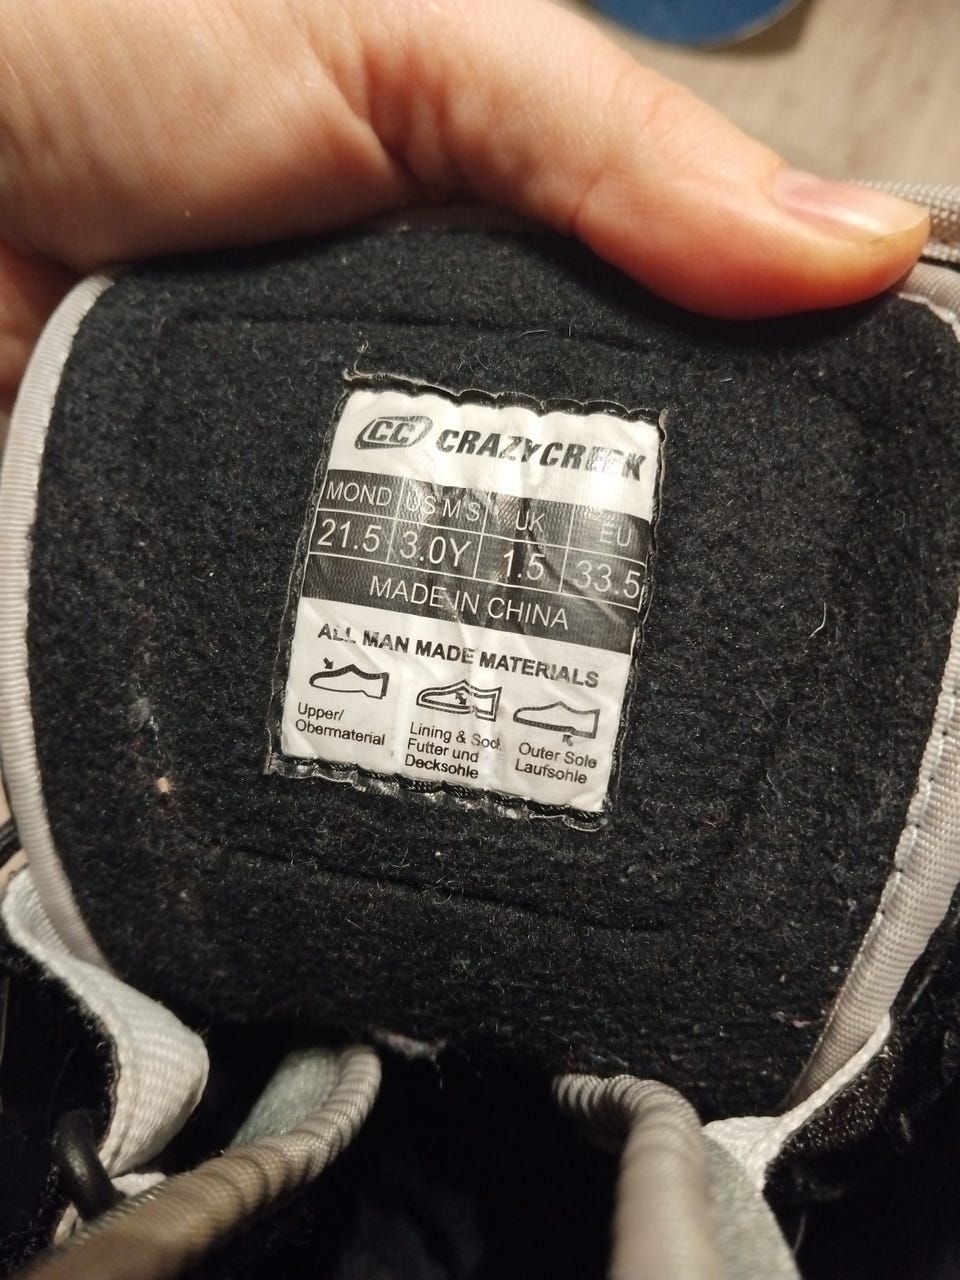 CC CRAZYCREEK
MOND US M'S UK EU
21.5 3.0Y 1.5 33.5
MADE IN CHINA
ALL MAN MADE MATERIALS
Upper/
Obermaterial
Lining & Sock
Futter und
Decksohle
Outer Sole
Laufsohle